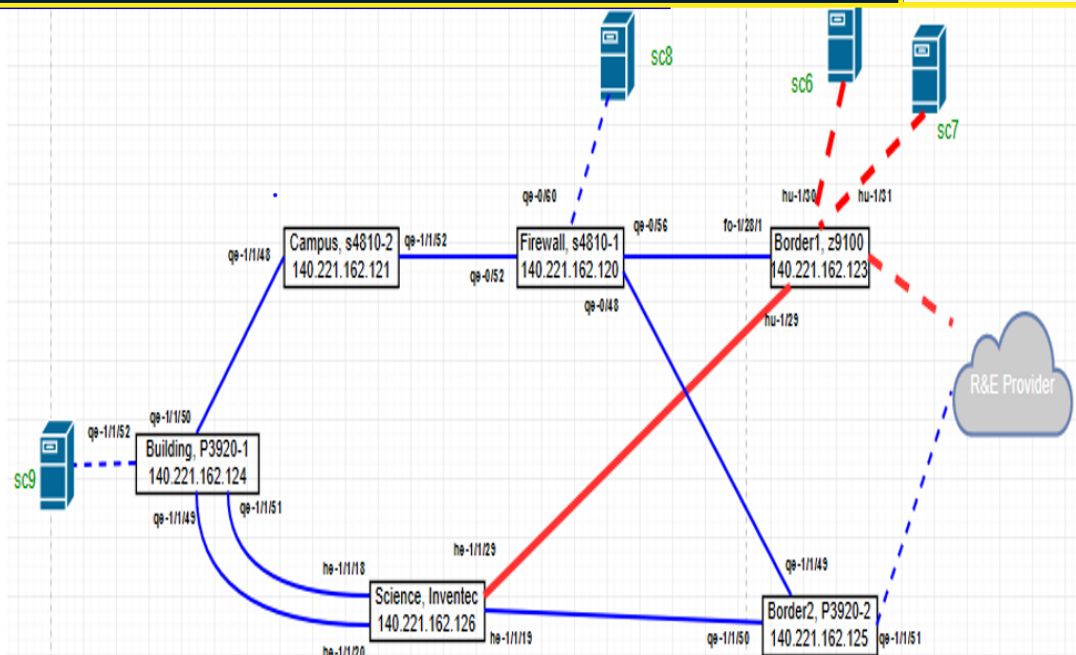 sc8
sc6
sc7
qe-0/60
hu-1/30
hu-1/31
qe-0/56
fo-1/28/1
Campus, s4810-2
140.221.162.121
qe-1/1/52
qe-1/1/48
Firewall, s4810-1
140.221.162.120
qe-0/52
qe-0/48
Border1, z9100
140.221.162.123
hu-1/29
R&E Provider
qe-1/1/50
qe-1/1/52
sc9
Building, P3920-1
140.221.162.124
qe-1/1/49
qe-1/1/51
he-1/1/29
he-1/1/18
qe-1/1/49
Science, Inventec
140.221.162.126
he-1/1/19
he-1/1/20
Border2, P3920-2
140.221.162.125
qe-1/1/50
qe-1/1/51